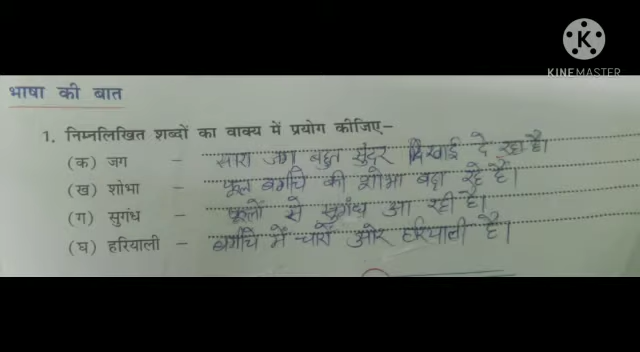 KINEMASTER
भाषा की बात
1. निम्नलिखित शब्दों का वाक्य में प्रयोग कीजिए–
(क) जग – सारा जग बहुत सुंदर दिखाई दे रहा है।
(ख) शोभा – फूल बगीचे की शोभा बढ़ा रहे हैं।
(ग) सुगंध – फूलों से सुगंध आ रही है।
(घ) हरियाली – बगीचे में चारों ओर हरियाली है।